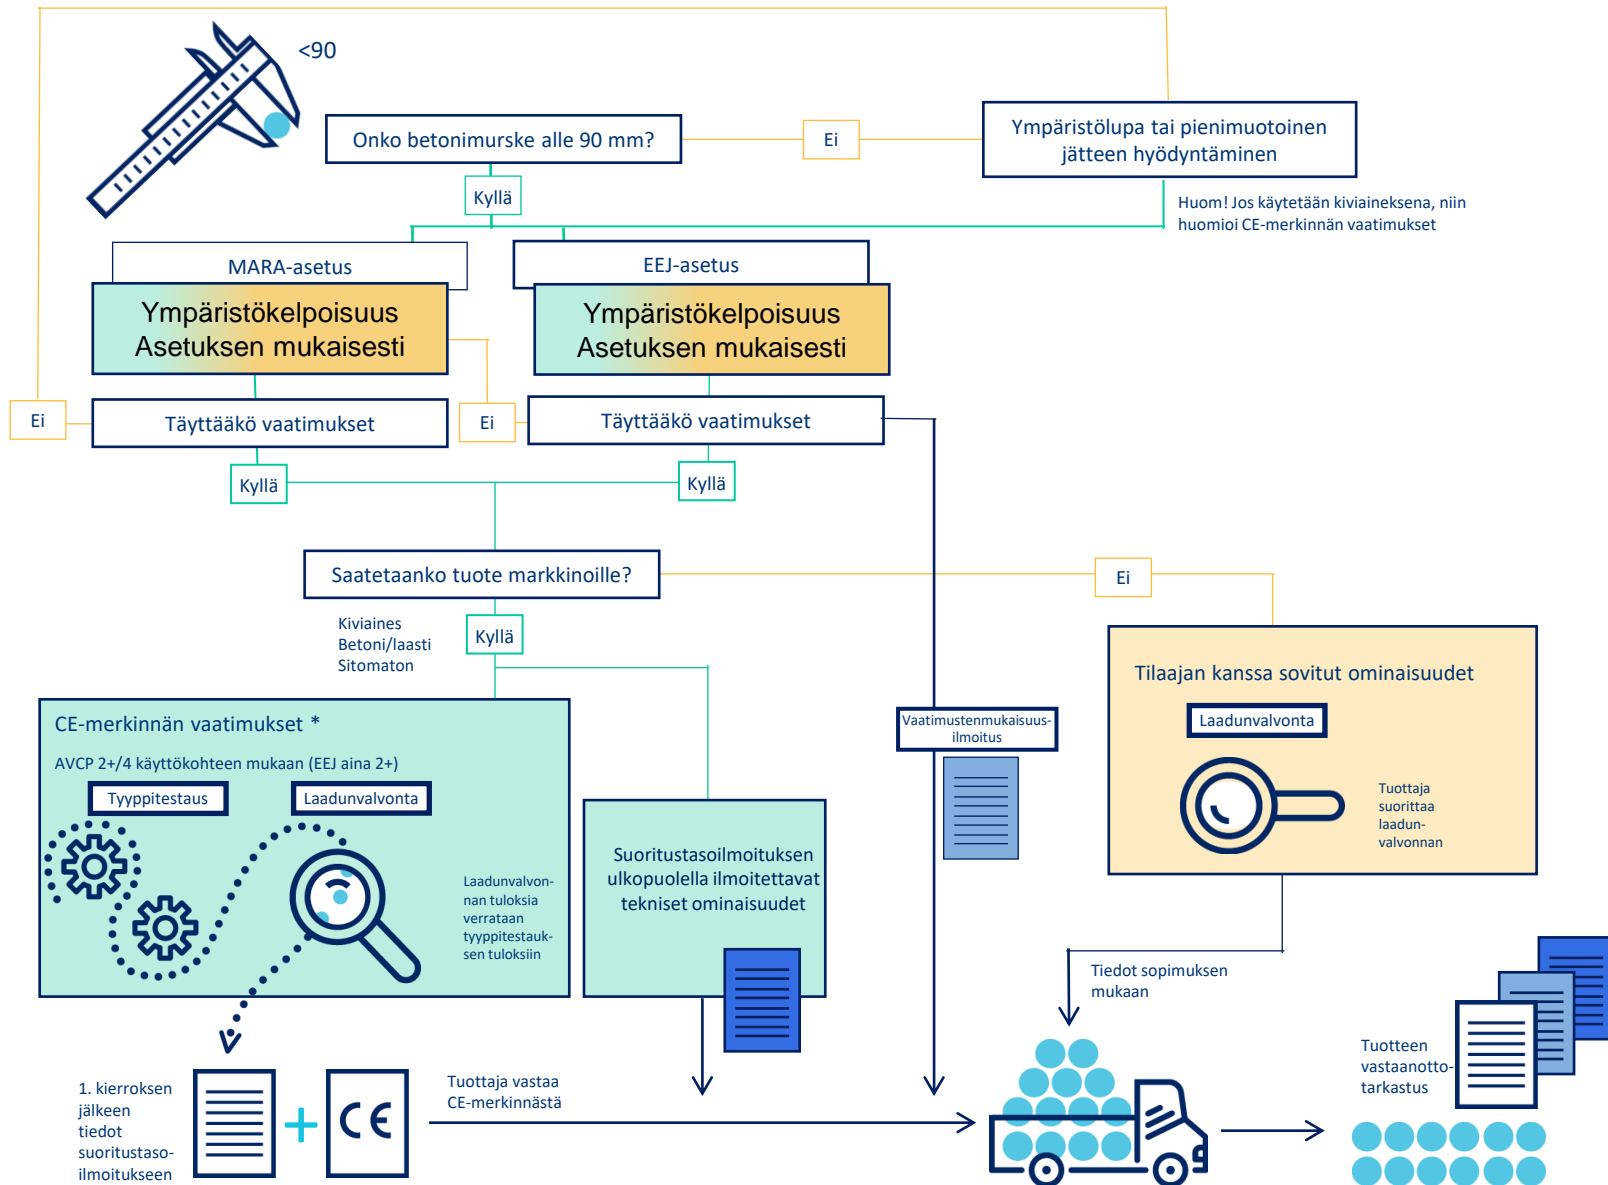 <90
Onko betonimurske alle 90 mm?
Ei
Ympäristölupa tai pienimuotoinen
jätteen hyödyntäminen
Kyllä
Huom! Jos käytetään kiviaineksena, niin
huomioi CE-merkinnän vaatimukset
MARA-asetus
EEJ-asetus
Ympäristökelpoisuus
Asetuksen mukaisesti
Ympäristökelpoisuus
Asetuksen mukaisesti
Ei
Täyttääkö vaatimukset
Ei
Täyttääkö vaatimukset
Kyllä
Kyllä
Saatetaanko tuote markkinoille?
Ei
Kiviaines
Betoni/laasti
Sitomaton
Kyllä
Tilaajan kanssa sovitut ominaisuudet
Laadunvalvonta
Tuottaja
suorittaa
laadun-
valvonnan
CE-merkinnän vaatimukset *
AVCP 2+/4 käyttökohteen mukaan (EEJ aina 2+)
Tyyppitestaus
Laadunvalvonta
Laadunvalvon-
nan tuloksia
verrataan
tyyppitestauk-
sen tuloksiin
Suoritustasoilmoituksen
ulkopuolella ilmoitettavat
tekniset ominaisuudet
Vaatimustenmukaisuus-
ilmoitus
Tiedot sopimuksen
mukaan
1. kierroksen
jälkeen
tiedot
suoritustaso-
ilmoitukseen
CE
Tuottaja vastaa
CE-merkinnästä
Tuotteen
vastaanotto-
tarkastus